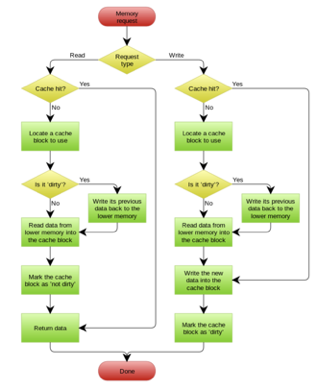 Memory
request
Request
type
Read
Write
Cache hit?
Yes
No
Cache hit?
Yes
No
Locate a cache
block to use
Locate a cache
block to use
Is it 'dirty'?
Yes
No
Is it 'dirty'?
Yes
No
Write its previous
data back to the
lower memory
Write its previous
data back to the
lower memory
Read data from
lower memory into
the cache block
Read data from
lower memory into
the cache block
Mark the cache
block as 'not dirty'
Write the new
data into the
cache block
Return data
Mark the cache
block as 'dirty'
Done